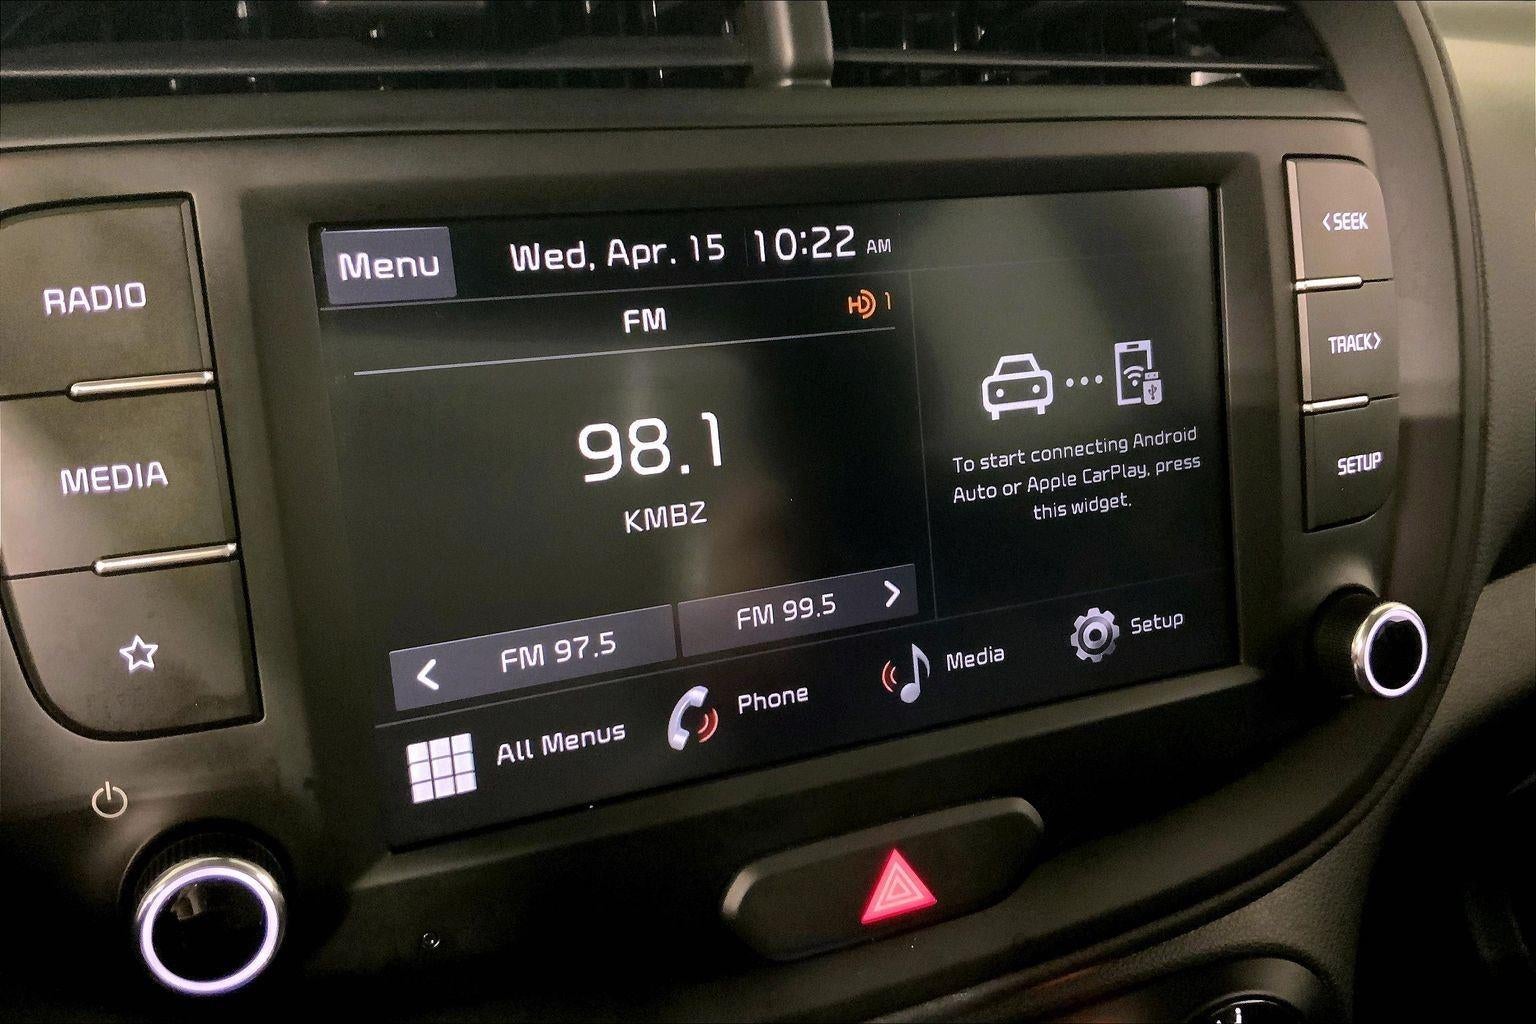 RADIO
MEDIA
Menu
Wed, Apr. 15 10:22 AM
FM
HD 1
98.1
KMBZ
< FM 97.5
FM 99.5 >
To start connecting Android
Auto or Apple CarPlay, press
this widget.
All Menus
Phone
Media
Setup
< SEEK
TRACK >
SETUP